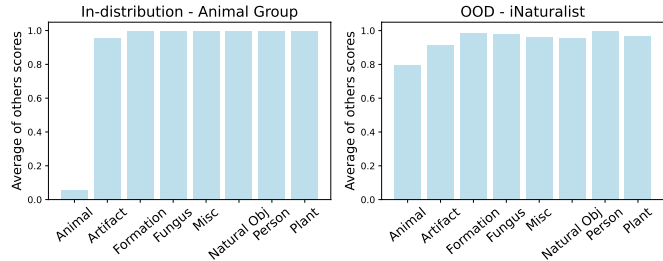 In-distribution - Animal Group
Average of others scores
1.0
0.8
0.6
0.4
0.2
0.0
Animal
Artifact
Formation
Fungus
Misc
Natural Obj
Person
Plant
OOD - iNaturalist
Average of others scores
1.0
0.8
0.6
0.4
0.2
0.0
Animal
Artifact
Formation
Fungus
Misc
Natural Obj
Person
Plant